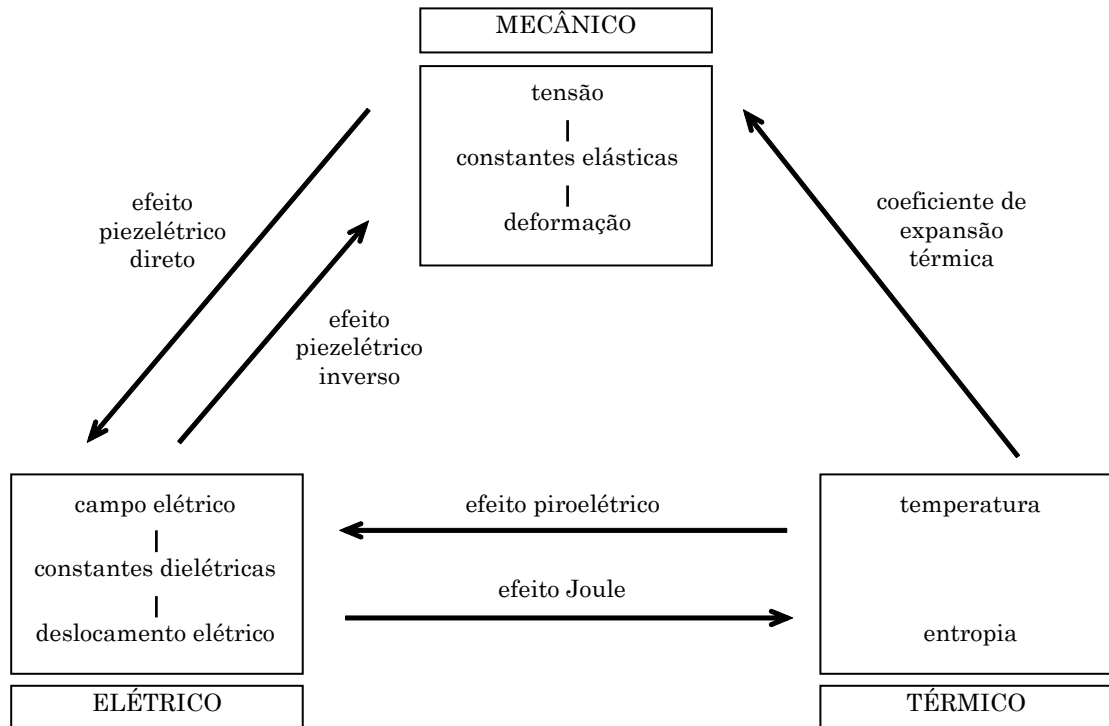 MECÂNICO
tensão
constantes elásticas
deformação
efeito
piezelétrico
direto
efeito
piezelétrico
inverso
coeficiente de
expansão
térmica
campo elétrico
constantes dielétricas
deslocamento elétrico
ELÉTRICO
efeito piroelétrico
efeito Joule
temperatura
entropia
TÉRMICO